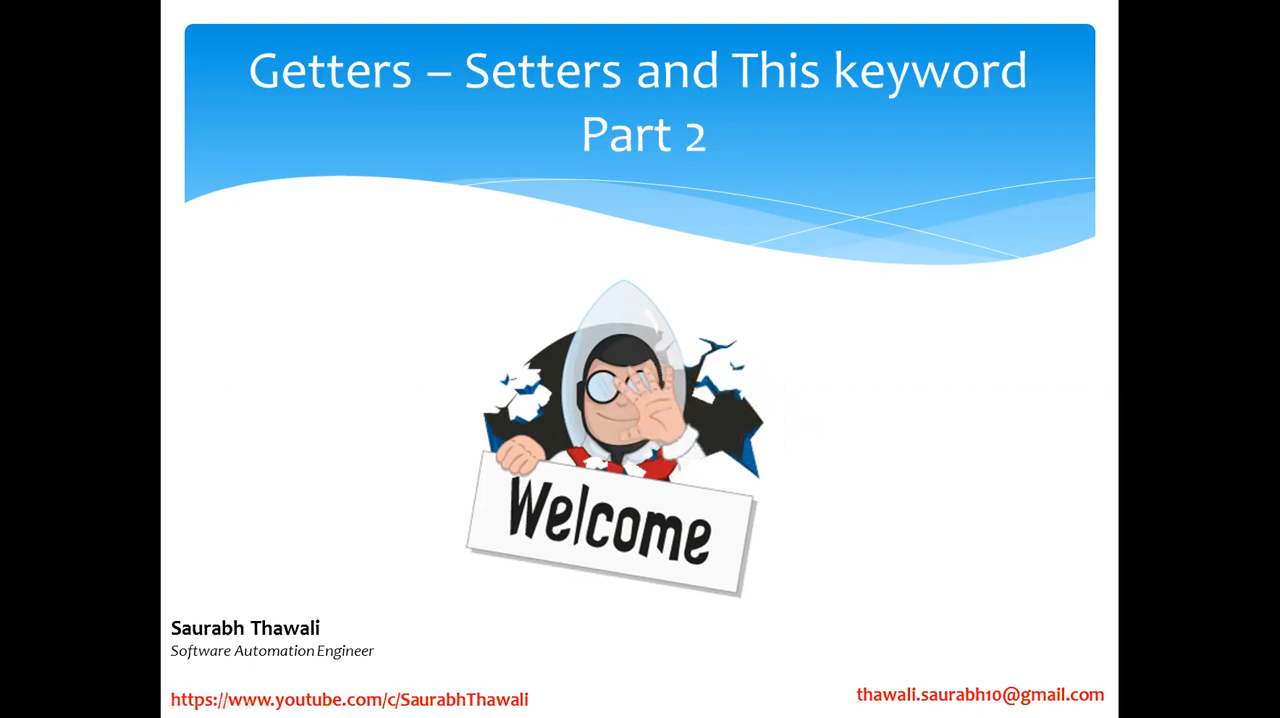 Getters – Setters and This keyword
Part 2
Welcome
Saurabh Thawali
Software Automation Engineer
https://www.youtube.com/c/SaurabhThawali
thawali.saurabh10@gmail.com